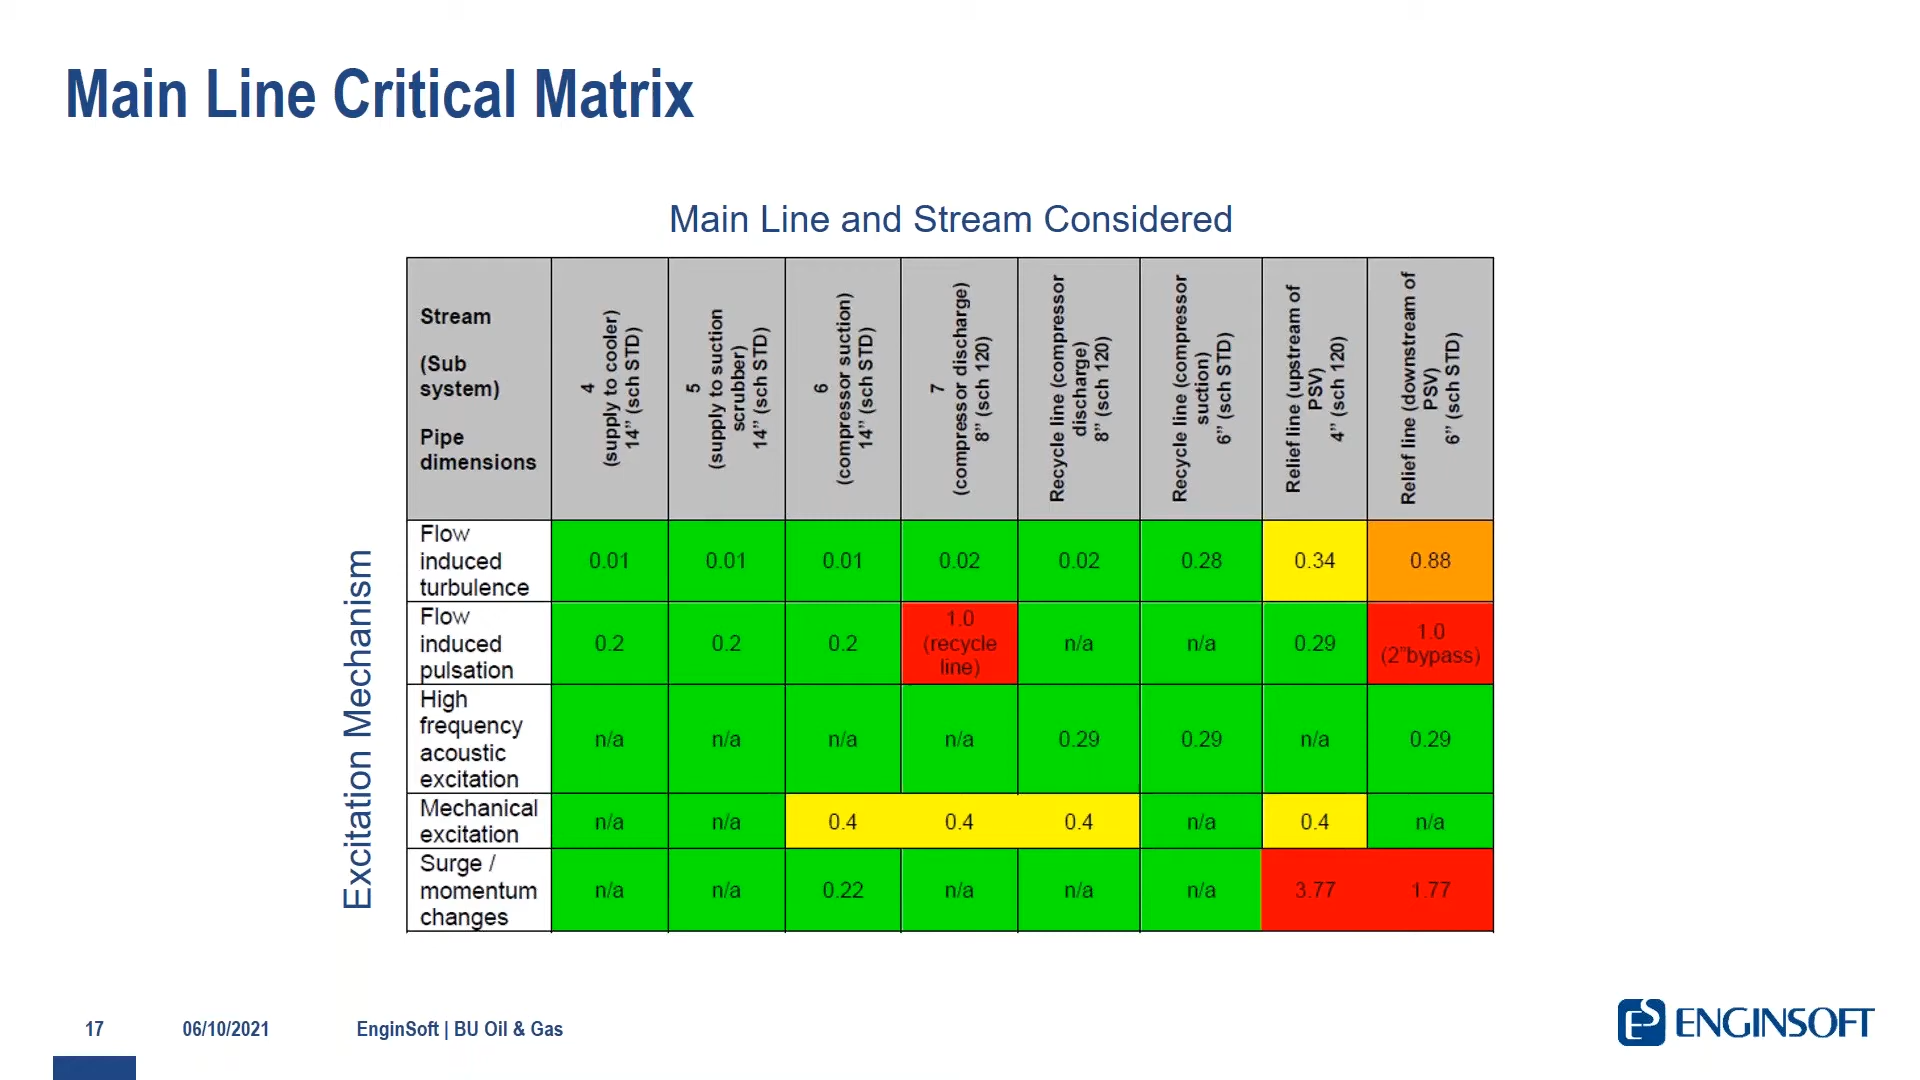 Main Line Critical Matrix
Main Line and Stream Considered
Excitation Mechanism
Stream
(Sub
system)
Pipe
dimensions
4
(supply to cooler)
14” (sch STD)
5
(supply to suction
scrubber)
14” (sch STD)
6
(compressor suction)
14” (sch STD)
7
(compressor discharge)
8” (sch 120)
Recycle line (compressor
discharge)
8” (sch 120)
Recycle line (compressor
suction)
6” (sch STD)
Relief line (upstream of
PSV)
4” (sch 120)
Relief line (downstream of
PSV)
6” (sch STD)
Flow
induced
turbulence
0.01
0.01
0.01
0.02
0.02
0.28
0.34
0.88
Flow
induced
pulsation
0.2
0.2
0.2
1.0
(recycle
line)
n/a
n/a
0.29
1.0
(2”bypass)
High
frequency
acoustic
excitation
n/a
n/a
n/a
n/a
0.29
0.29
n/a
0.29
Mechanical
excitation
n/a
n/a
0.4
0.4
0.4
n/a
0.4
n/a
Surge /
momentum
changes
n/a
n/a
0.22
n/a
n/a
n/a
3.77
1.77
17
06/10/2021
EnginSoft | BU Oil & Gas
ES ENGINSOFT